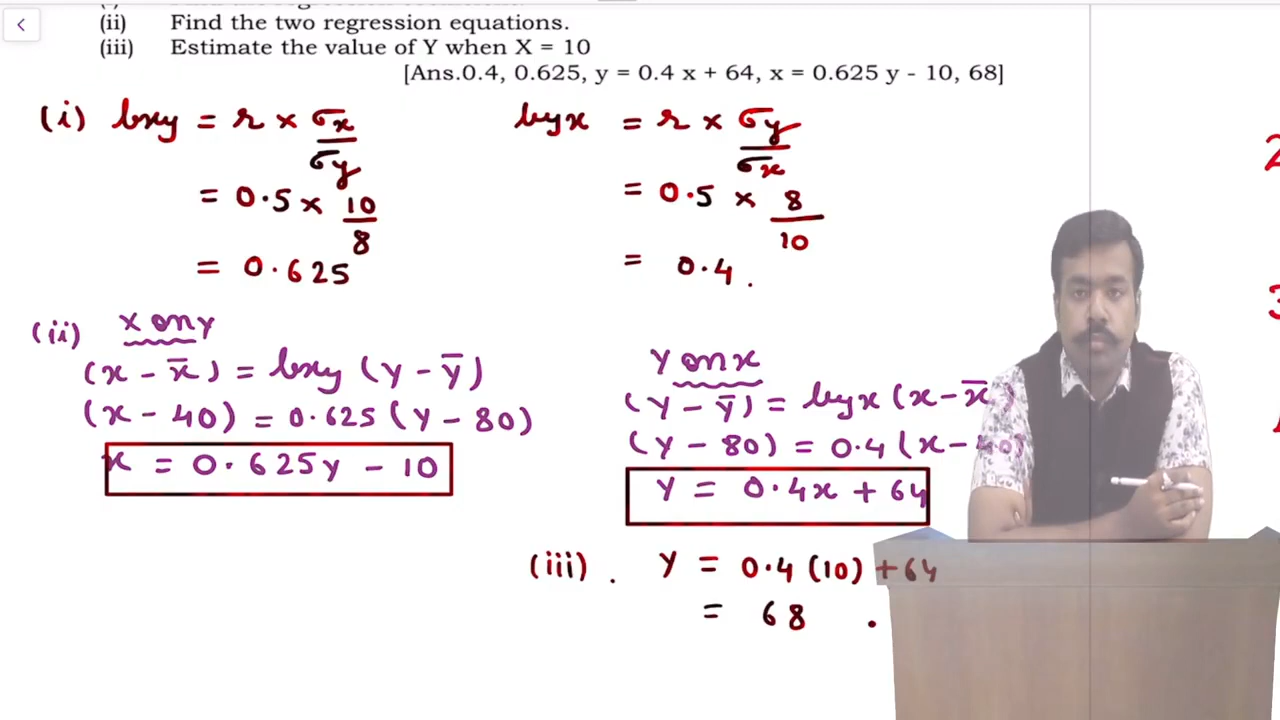 (ii) Find the two regression equations.
(iii) Estimate the value of Y when X = 10
[Ans.0.4, 0.625, y = 0.4 x + 64, x = 0.625 y - 10, 68]
(i) bxy = r × σx/σy
= 0.5 × 10/8
= 0.625
byx = r × σy/σx
= 0.5 × 8/10
= 0.4 .
(ii) x on y
(x - x̄) = bxy (y - ȳ)
(x - 40) = 0.625 (y - 80)
x = 0.625y - 10
y on x
(y - ȳ) = byx (x - x̄)
(y - 80) = 0.4 (x - 40)
y = 0.4x + 64
(iii) . y = 0.4 (10) + 64
= 68 .
2
3